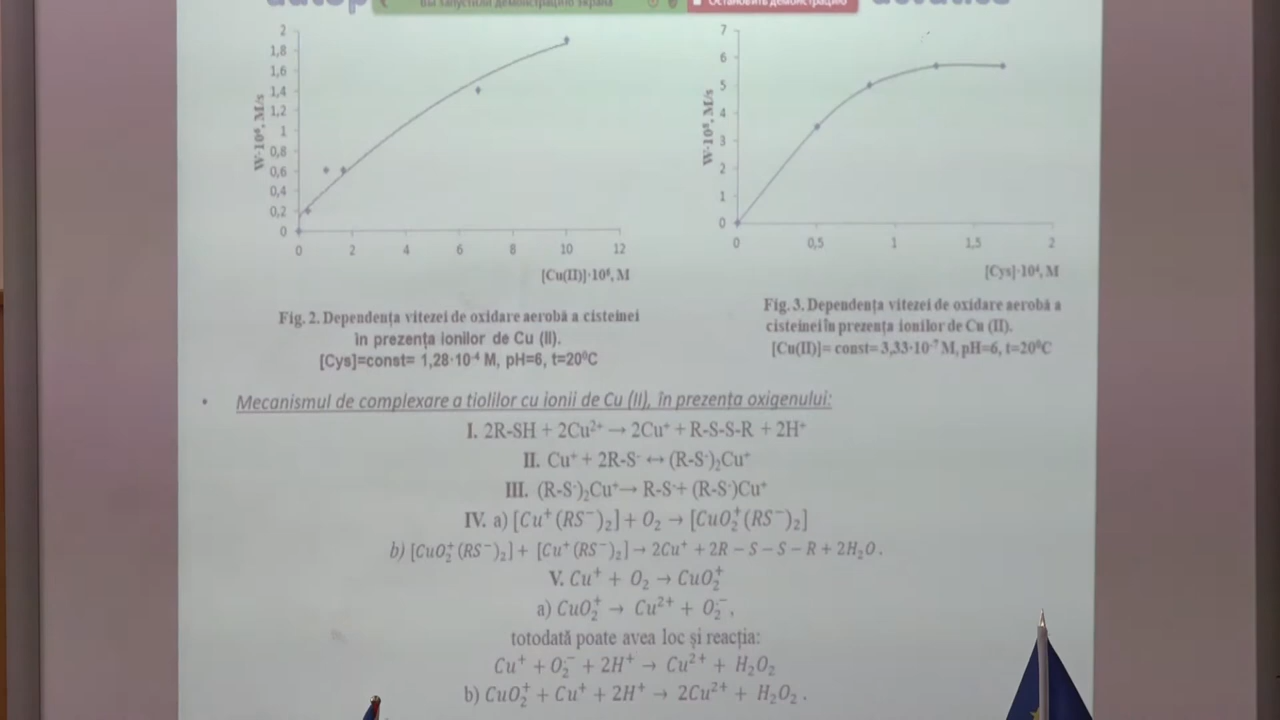 Вы запустили демонстрацию экрана
Остановить демонстрацию
2
1,8
1,6
1,4
1,2
1
0,8
0,6
0,4
0,2
0
W·10⁶, M/s
0 2 4 6 8 10 12
[Cu(II)]·10⁶, M
Fig. 2. Dependența vitezei de oxidare aerobă a cisteinei
în prezența ionilor de Cu (II).
[Cys]=const= 1,28·10⁻⁴ M, pH=6, t=20⁰C
7
6
5
4
3
2
1
0
W·10⁸, M/s
0 0,5 1 1,5 2
[Cys]·10⁴, M
Fig. 3. Dependența vitezei de oxidare aerobă a
cisteinei în prezența ionilor de Cu (II).
[Cu(II)]= const= 3,33·10⁻⁷ M, pH=6, t=20⁰C
• Mecanismul de complexare a tiolilor cu ionii de Cu (II), în prezența oxigenului:
I. 2R-SH + 2Cu²⁺ → 2Cu⁺ + R-S-S-R + 2H⁺
II. Cu⁺ + 2R-S⁻ ↔ (R-S⁻)₂Cu⁺
III. (R-S⁻)₂Cu⁺→ R-S⁻+ (R-S⁻)Cu⁺
IV. a) [Cu⁺(RS⁻)₂] + O₂ → [CuO₂⁺(RS⁻)₂]
b) [CuO₂⁺(RS⁻)₂] + [Cu⁺(RS⁻)₂] → 2Cu⁺ + 2R − S − S − R + 2H₂O.
V. Cu⁺ + O₂ → CuO₂⁺
a) CuO₂⁺ → Cu²⁺ + O₂⁻,
totodată poate avea loc și reacția:
Cu⁺ + O₂⁻ + 2H⁺ → Cu²⁺ + H₂O₂
b) CuO₂⁺ + Cu⁺ + 2H⁺ → 2Cu²⁺ + H₂O₂.